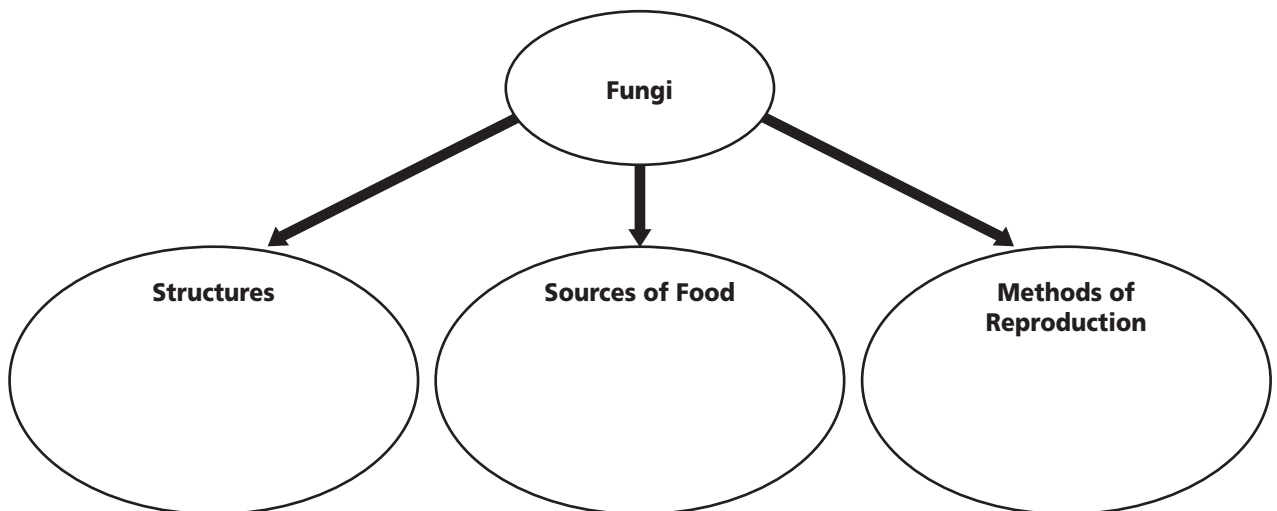 Fungi
Structures
Sources of Food
Methods of
Reproduction